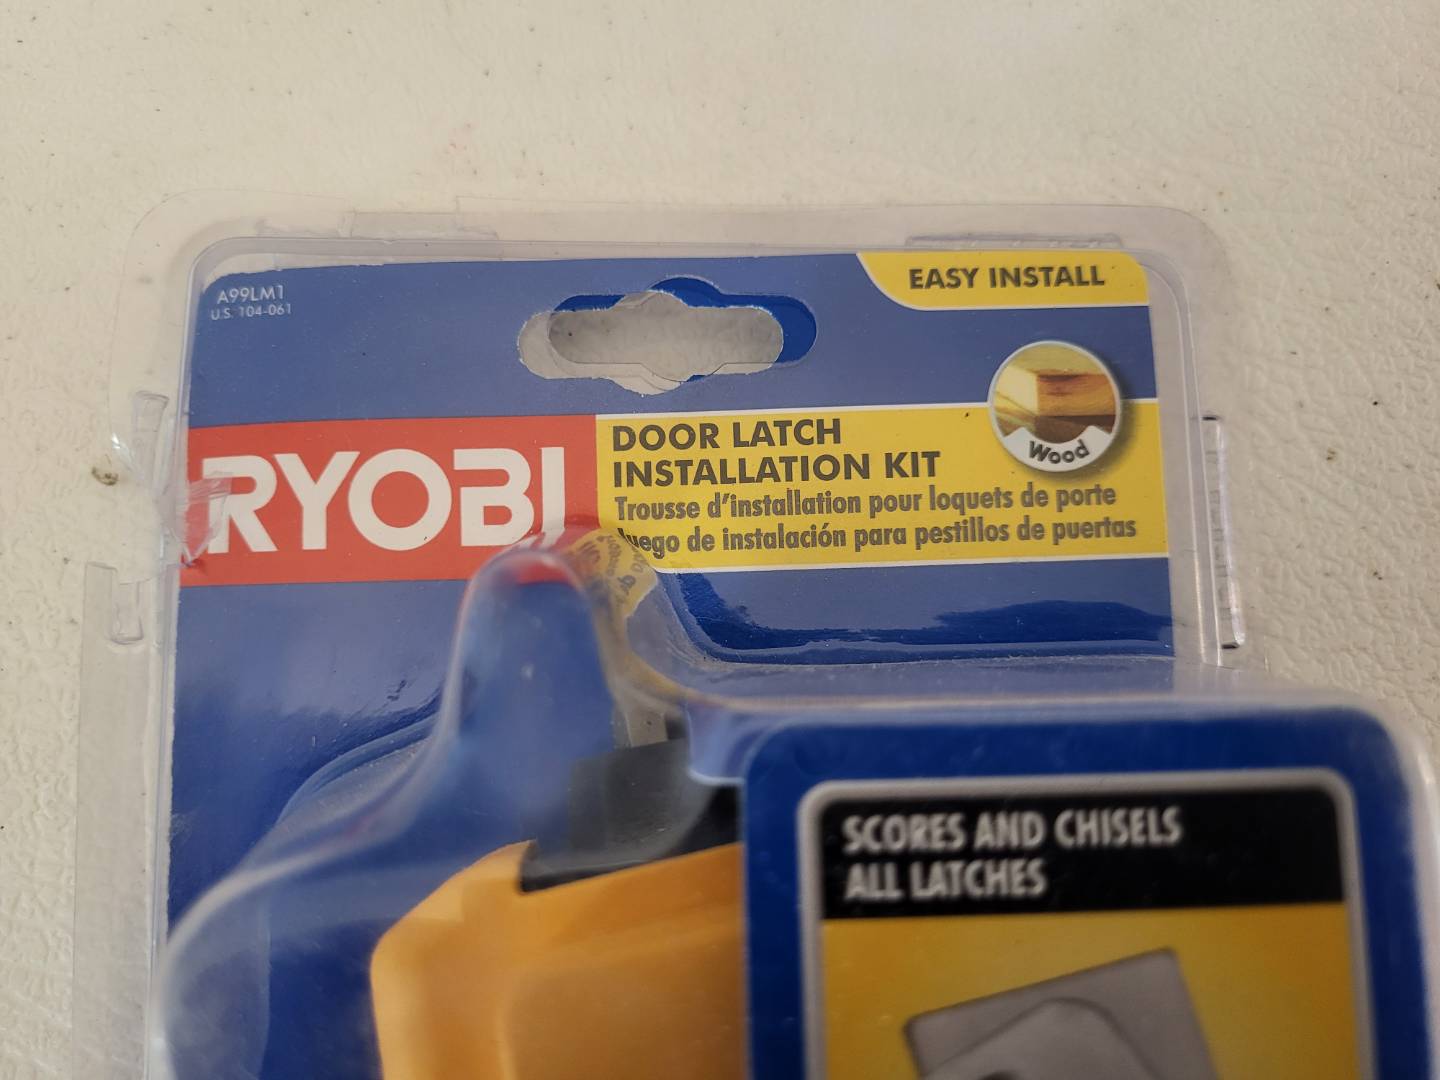 A99LM1
U.S. 104-061
EASY INSTALL
Wood
RYOBI
DOOR LATCH
INSTALLATION KIT
Trousse d'installation pour loquets de porte
Juego de instalación para pestillos de puertas
SCORES AND CHISELS
ALL LATCHES